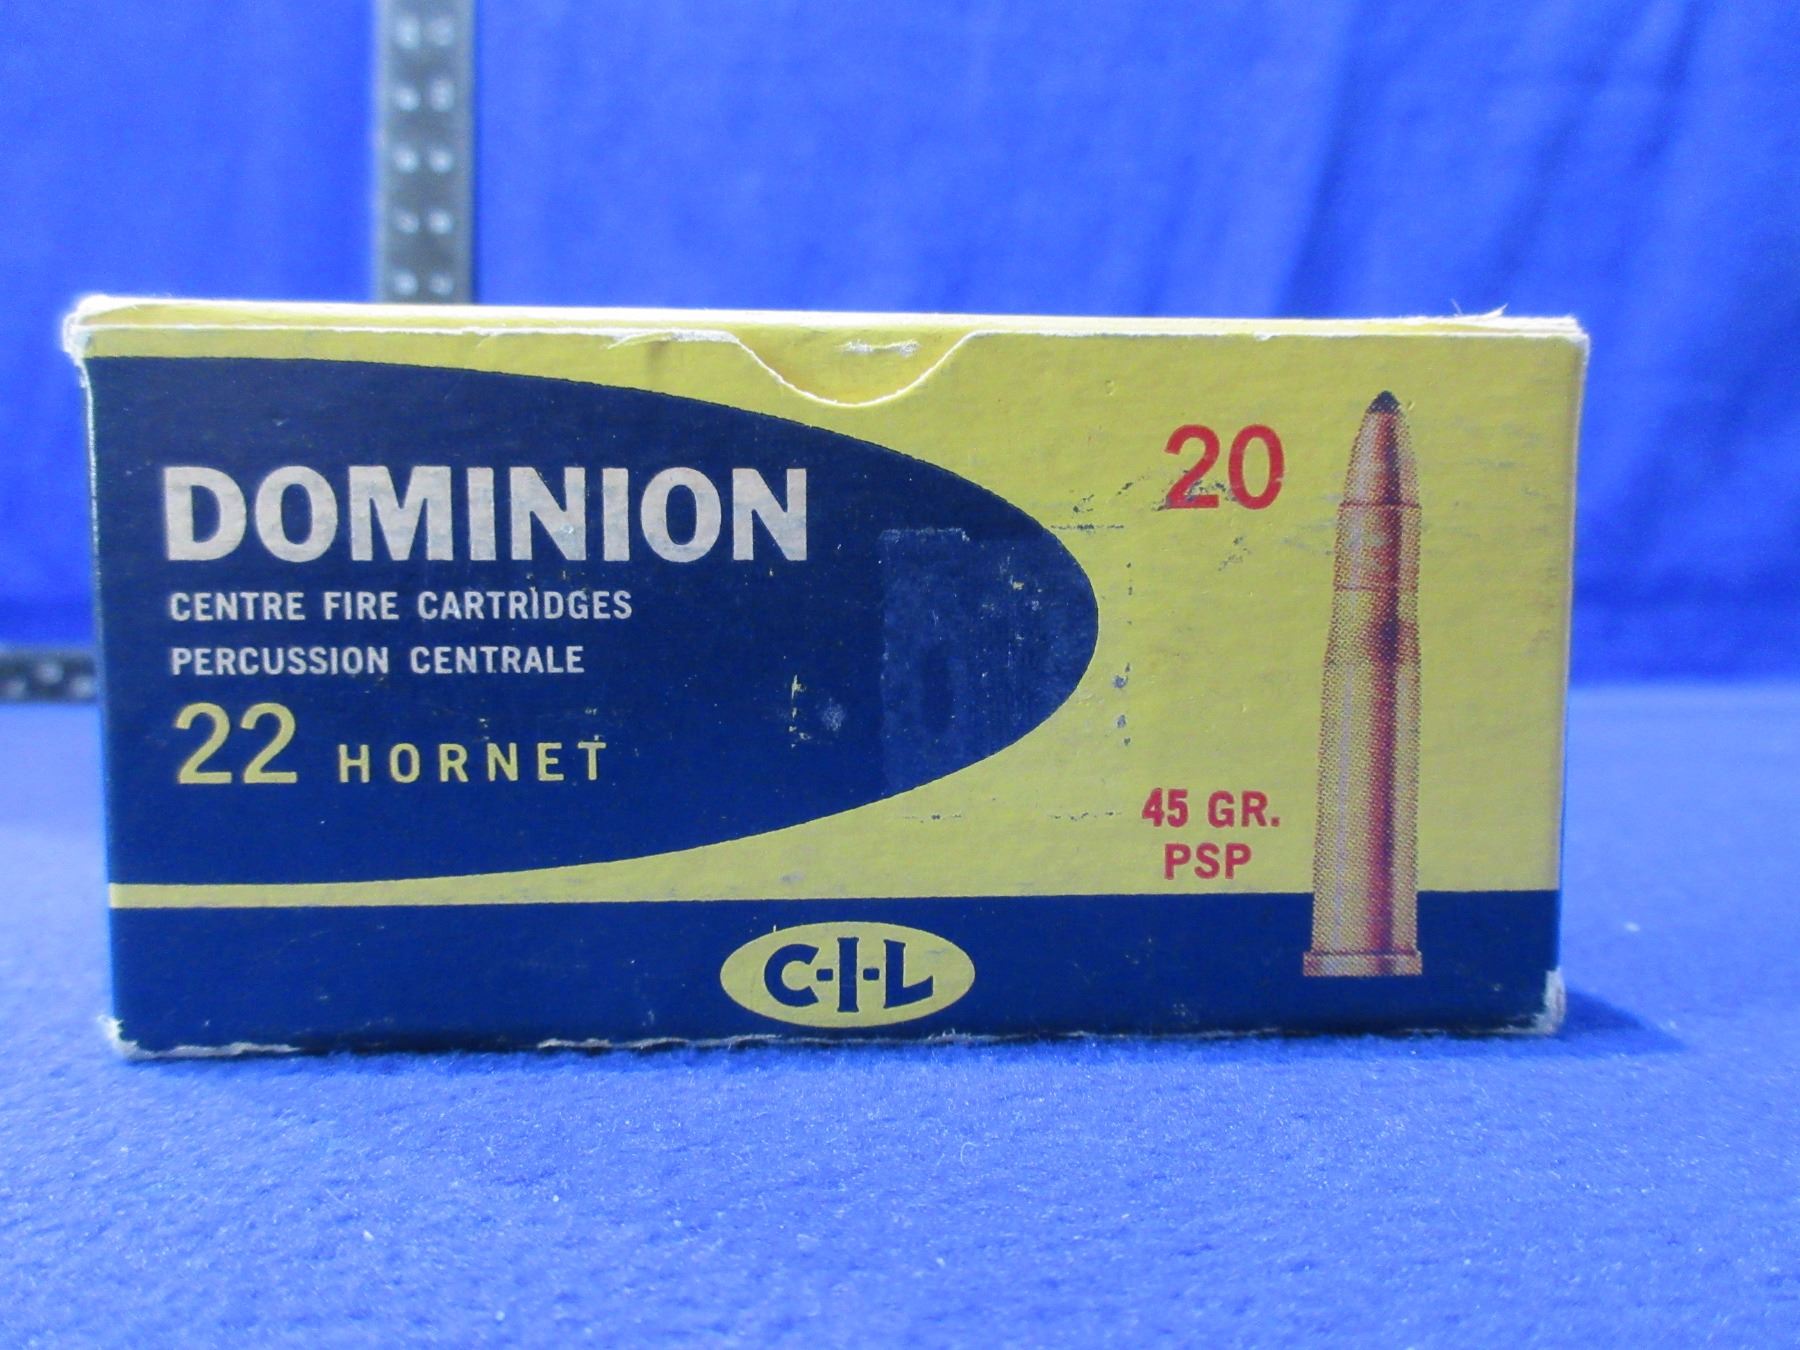 DOMINION
CENTRE FIRE CARTRIDGES
PERCUSSION CENTRALE
22 HORNET
20
45 GR.
PSP
C-I-L